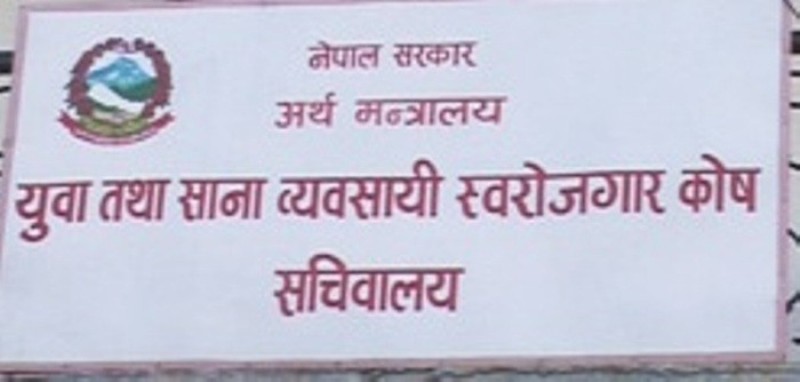 नेपाल सरकार
अर्थ मन्त्रालय
युवा तथा साना व्यवसायी स्वरोजगार कोष
सचिवालय